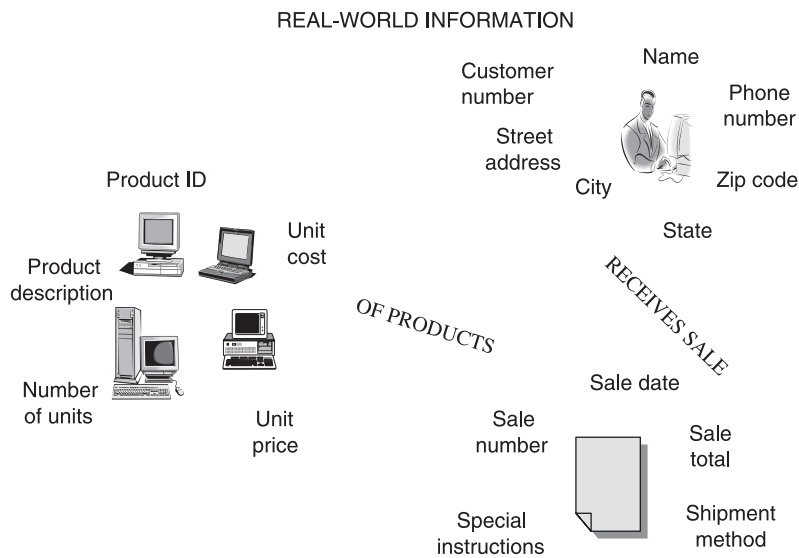 REAL-WORLD INFORMATION
Name
Customer
number
Phone
number
Street
address
City
Zip code
State
Product ID
Unit
cost
Product
description
Number
of units
Unit
price
OF PRODUCTS
RECEIVES SALE
Sale date
Sale
number
Sale
total
Special
instructions
Shipment
method